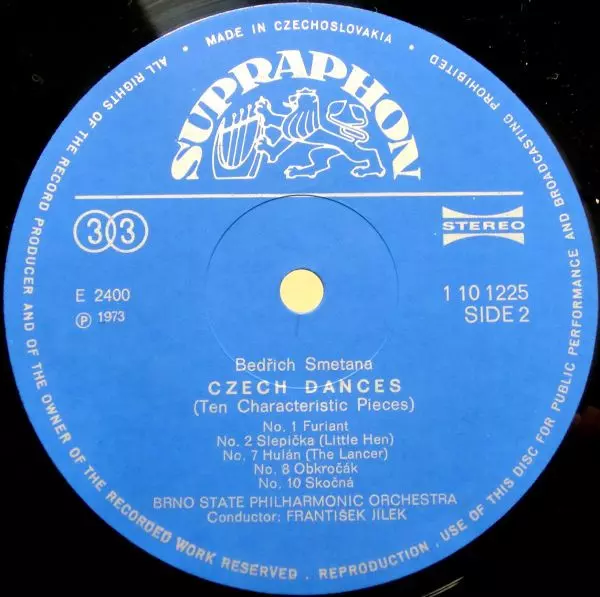 MADE IN CZECHOSLOVAKIA • ALL RIGHTS OF THE RECORD PRODUCER AND OF THE OWNER OF THE RECORDED WORK RESERVED . REPRODUCTION . USE OF THIS DISC FOR PUBLIC PERFORMANCE AND BROADCASTING PROHIBITED •
SUPRAPHON
33
STEREO
E 2400
Ⓟ 1973
1 10 1225
SIDE 2
Bedřich Smetana
CZECH DANCES
(Ten Characteristic Pieces)
No. 1 Furiant
No. 2 Slepička (Little Hen)
No. 7 Hulán (The Lancer)
No. 8 Obkročák
No. 10 Skočná
BRNO STATE PHILHARMONIC ORCHESTRA
Conductor: FRANTIŠEK JÍLEK